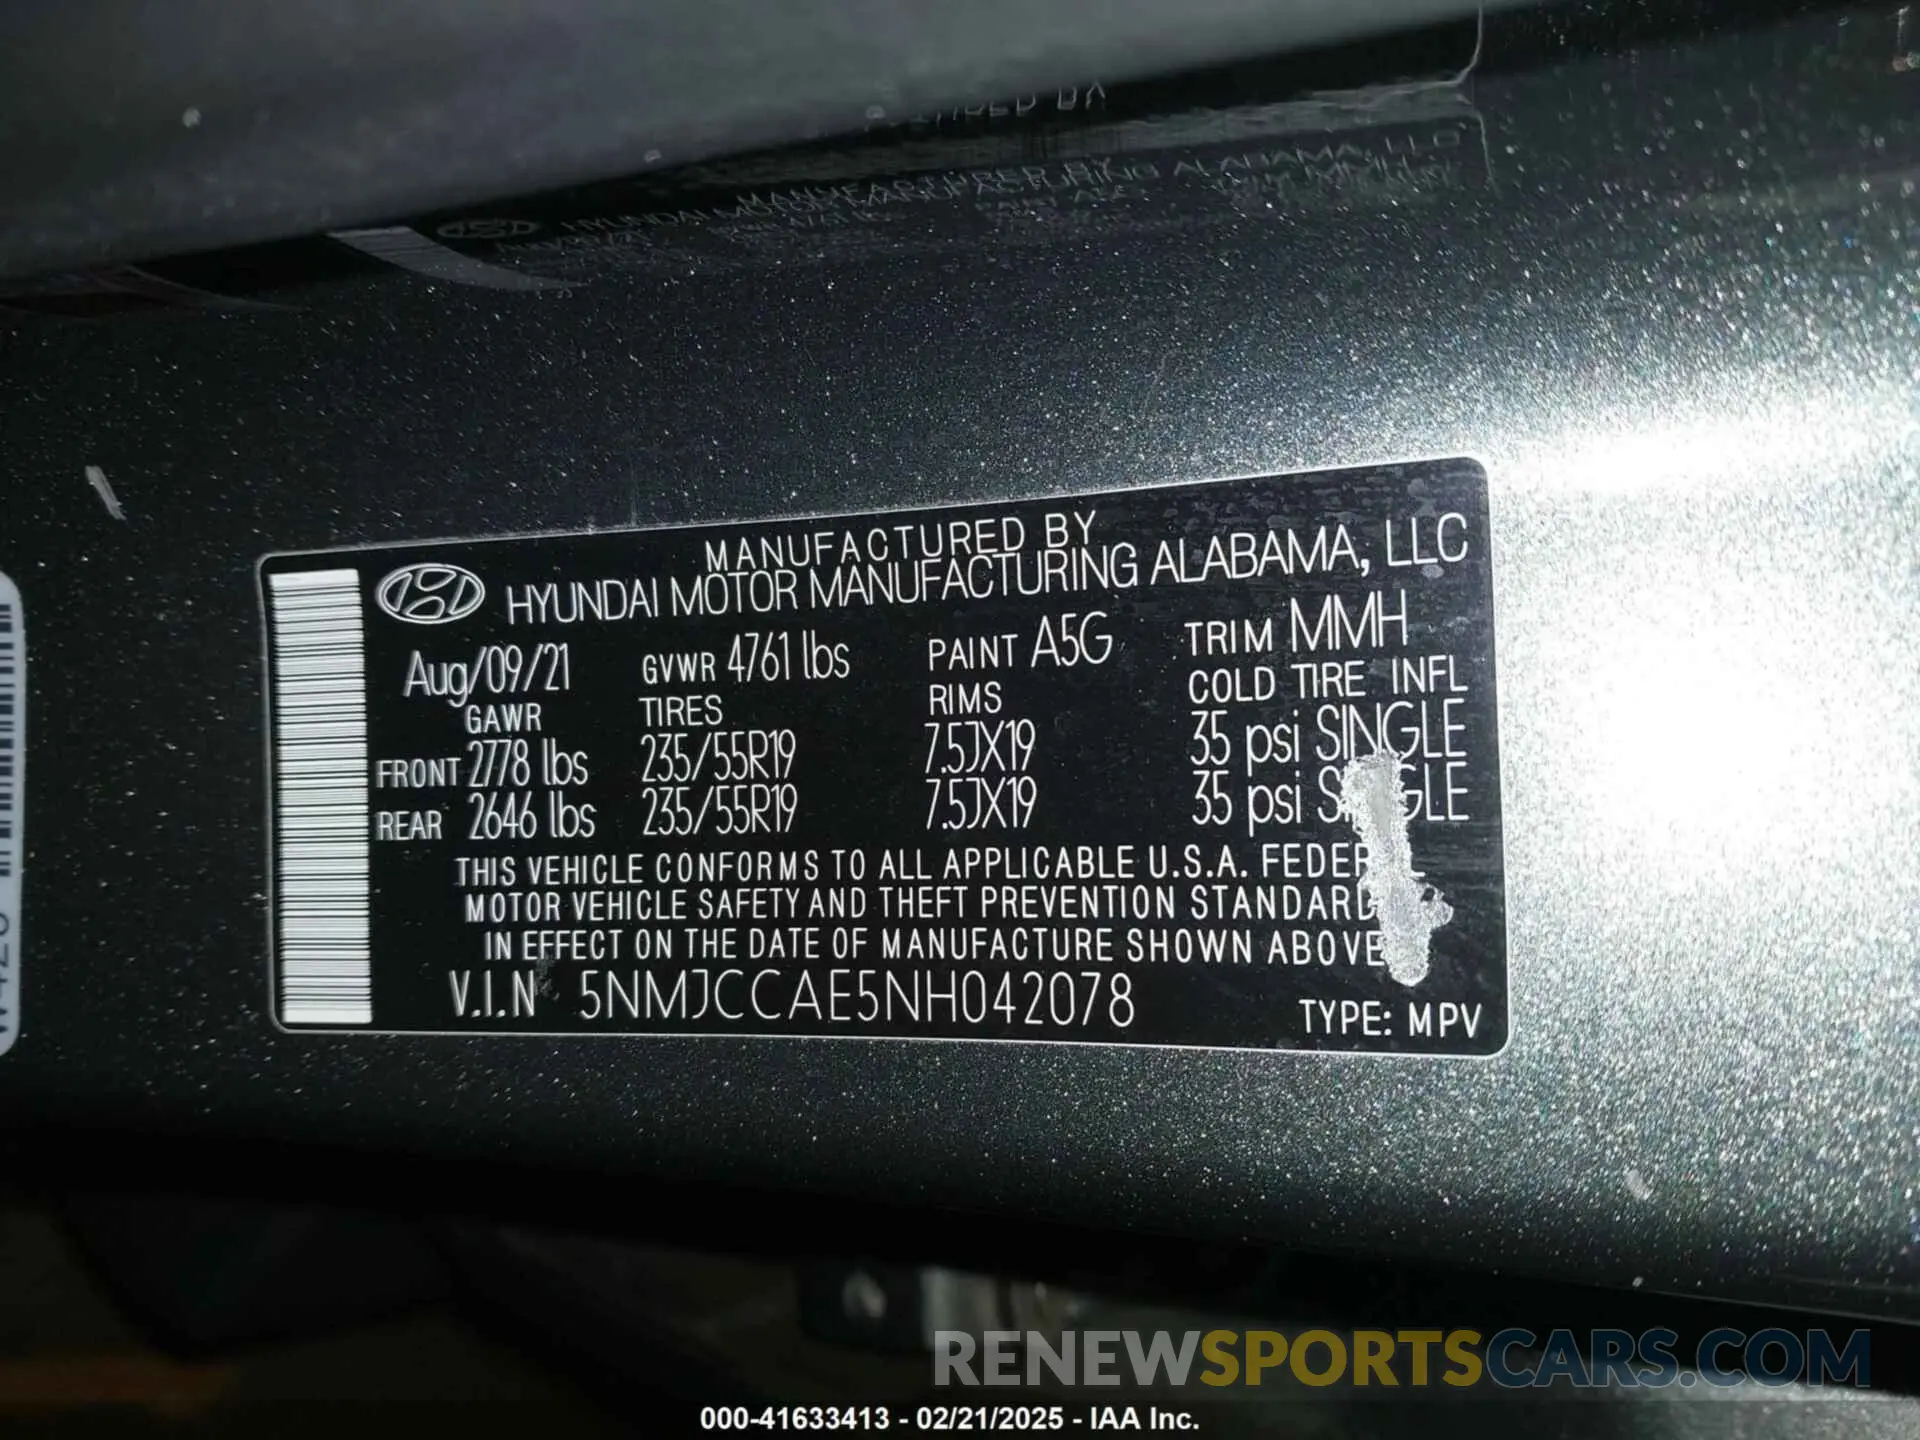 MANUFACTURED BY
HYUNDAI MOTOR MANUFACTURING ALABAMA, LLC
Aug/09/21 GVWR 4761 lbs PAINT A5G TRIM MMH
GAWR TIRES RIMS COLD TIRE INFL
FRONT 2778 lbs 235/55R19 7.5JX19 35 psi SINGLE
REAR 2646 lbs 235/55R19 7.5JX19 35 psi
THIS VEHICLE CONFORMS TO ALL APPLICABLE U.S.A.
MOTOR VEHICLE SAFETY AND THEFT PREVENTION
IN EFFECT ON THE DATE OF MANUFACTURE SHOWN ABOVE
V.I.N 5NMJCCAE5NH042078 TYPE: MPV
RENEWSPORTSCARS.COM
000-41633413 - 02/21/2025 - IAA Inc.